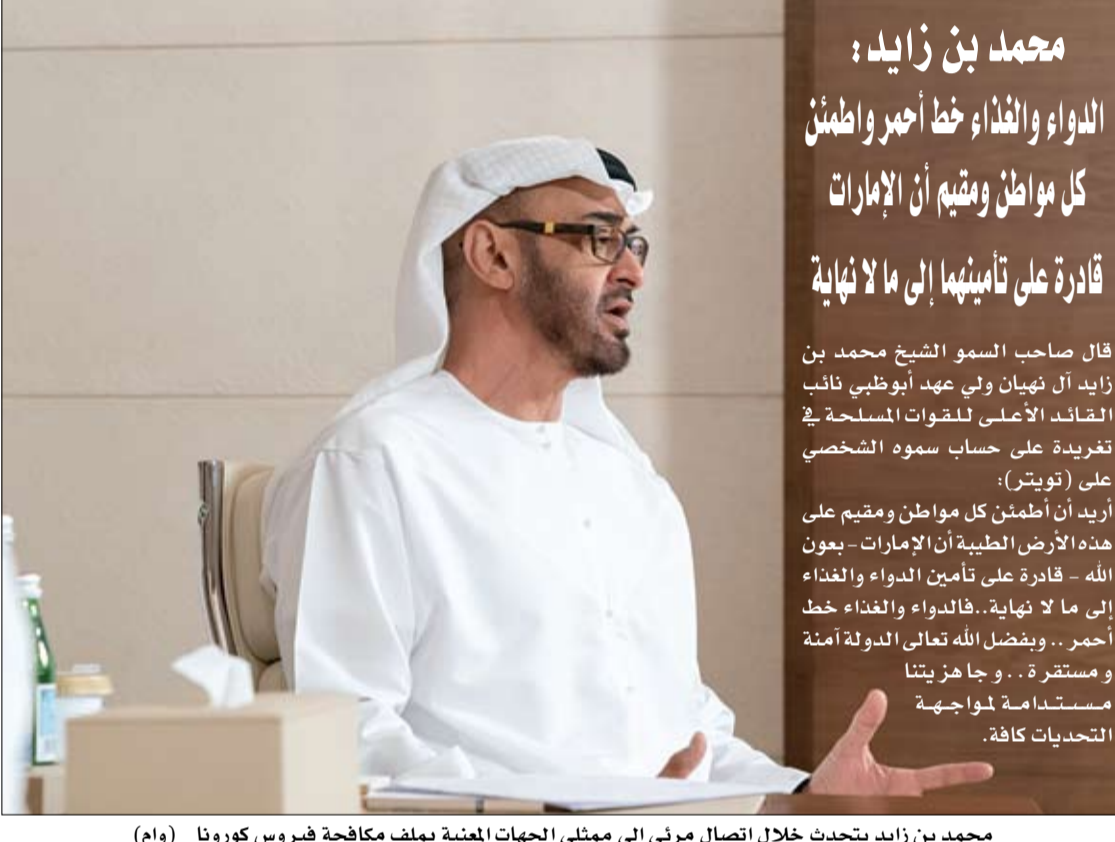 محمد بن زايد:
الدواء والغذاء خط أحمر واطمئن
كل مواطن ومقيم أن الإمارات
قادرة على تأمينهما إلى ما لا نهاية
قال صاحب السمو الشيخ محمد بن
زايد آل نهيان ولي عهد أبوظبي نائب
القائد الأعلى للقوات المسلحة في
تغريدة على حساب سموه الشخصي
على (تويتر):
أريد أن أطمئن كل مواطن ومقيم على
هذه الأرض الطيبة أن الإمارات - بعون
الله - قادرة على تأمين الدواء والغذاء
إلى ما لا نهاية..فالدواء والغذاء خط
أحمر .. وبفضل الله تعالى الدولة آمنة
ومستقرة .. وجاهزيتنا
مستدامة لمواجهة
التحديات كافة.
محمد بن زايد يتحدث خلال اتصال مرئي إلى ممثلي الجهات المعنية بملف مكافحة فيروس كورونا (وام)